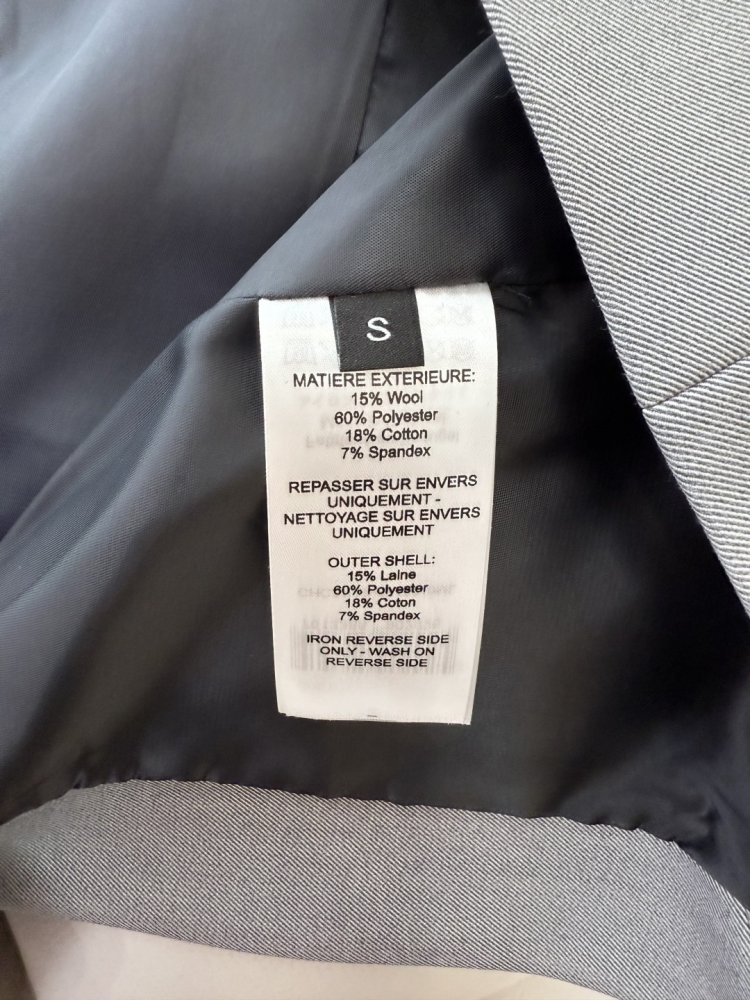 S
MATIERE EXTERIEURE:
15% Wool
60% Polyester
18% Cotton
7% Spandex
REPASSER SUR ENVERS
UNIQUEMENT -
NETTOYAGE SUR ENVERS
UNIQUEMENT
OUTER SHELL:
15% Laine
60% Polyester
18% Coton
7% Spandex
IRON REVERSE SIDE
ONLY - WASH ON
REVERSE SIDE